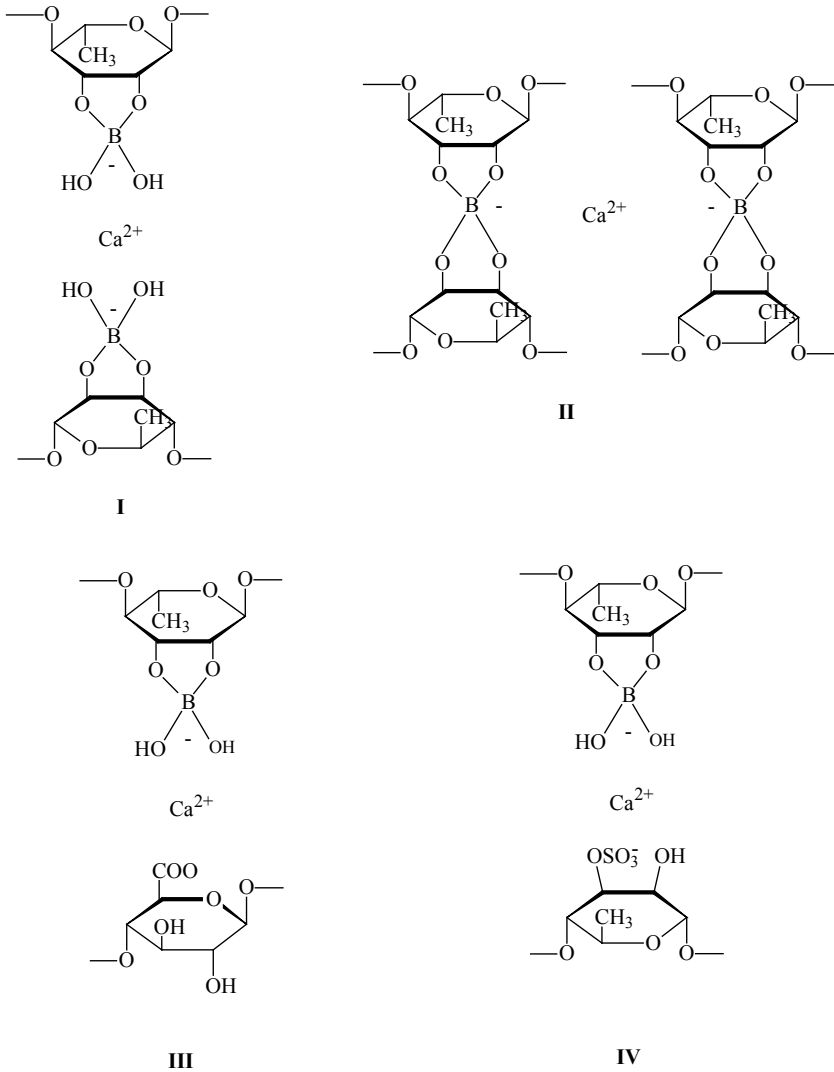 O O O
CH₃
O O
B
-
HO OH
Ca²⁺
HO OH
-
B
O O
CH₃
O O O
I
O O O O O O
CH₃ CH₃
O O O O
B - Ca²⁺ - B
O O O O
CH₃ CH₃
O O O O O O
II
O O O
CH₃
O O
B
HO - OH
Ca²⁺
COO
O O
OH
O
OH
III
O O O
CH₃
O O
B
HO - OH
Ca²⁺
OSO₃⁻ OH
CH₃
O O O
IV